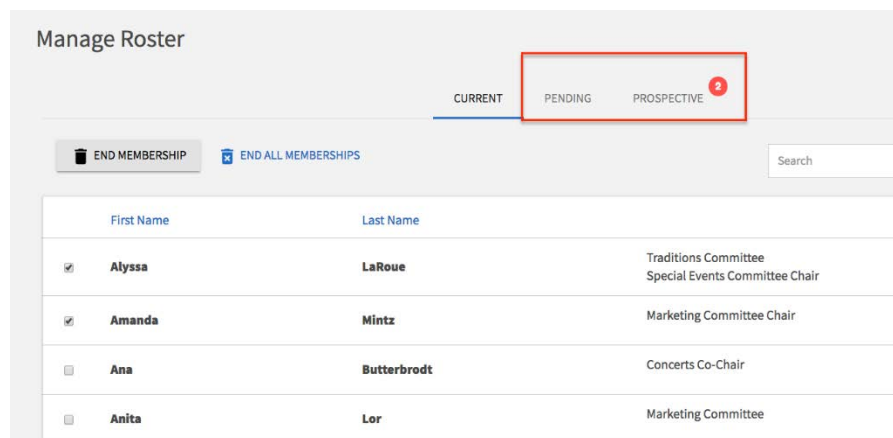 Manage Roster
CURRENT PENDING PROSPECTIVE 2
END MEMBERSHIP END ALL MEMBERSHIPS Search
First Name Last Name
Alyssa LaRoue Traditions Committee
Special Events Committee Chair
Amanda Mintz Marketing Committee Chair
Ana Butterbrodt Concerts Co-Chair
Anita Lor Marketing Committee